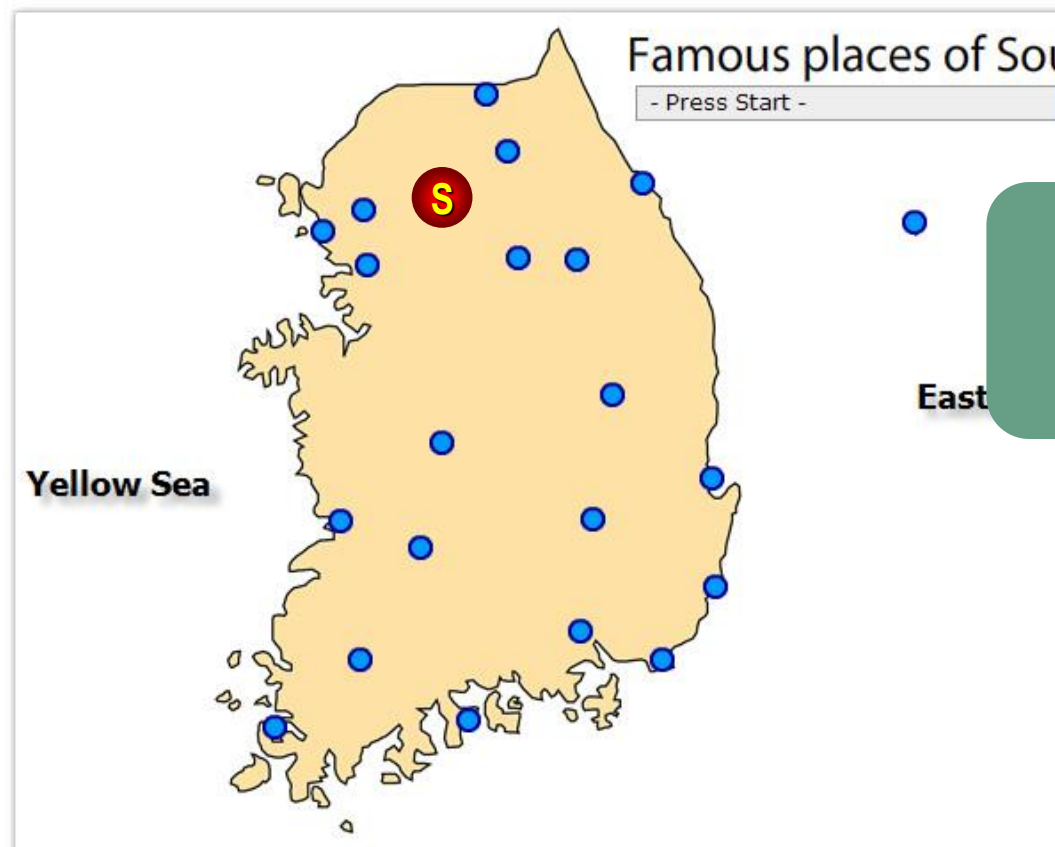 Famous places of Sou
- Press Start -
S
East
Yellow Sea